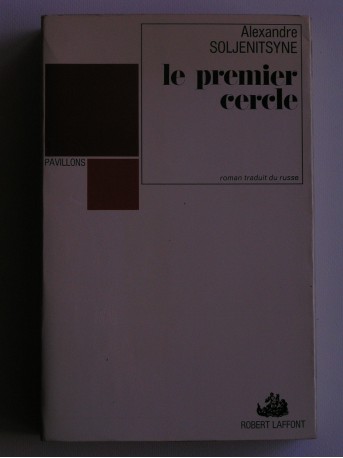 Alexandre
SOLJENITSYNE
le premier
cercle
PAVILLONS
roman traduit du russe
ROBERT LAFFONT